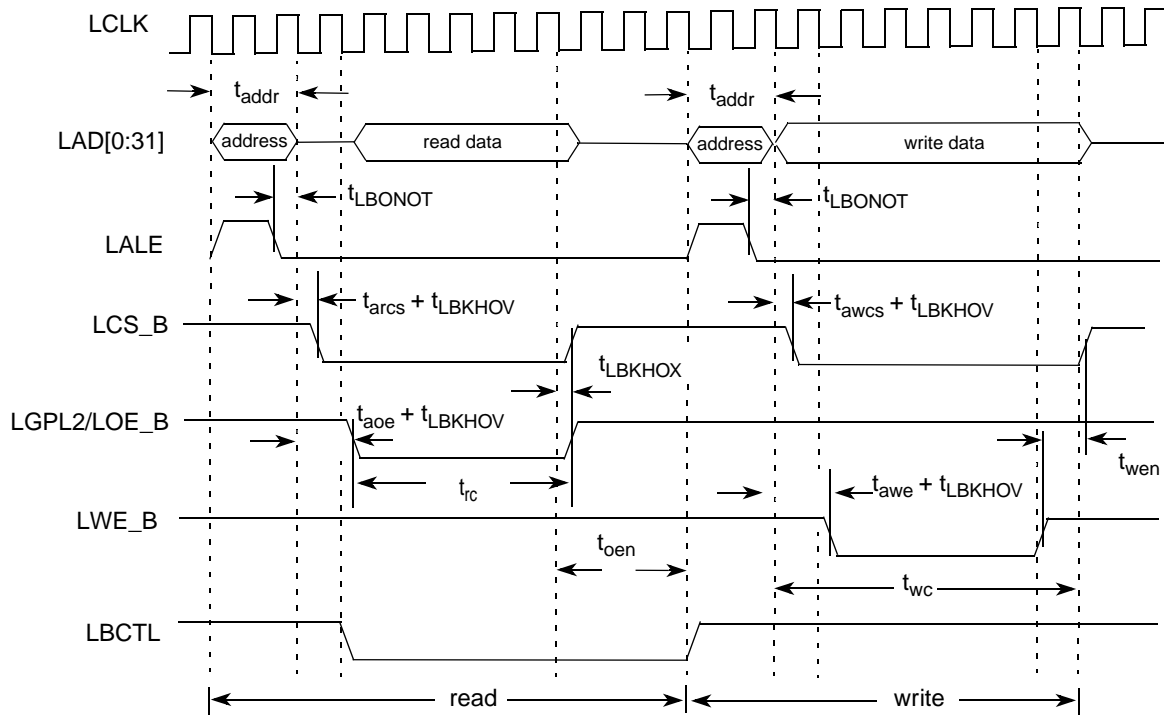 LCLK
t_addr t_addr
LAD[0:31] address read data address write data
t_LBONOT t_LBONOT
LALE
t_arcs + t_LBKHOV t_awcs + t_LBKHOV
LCS_B
t_LBKHOX
LGPL2/LOE_B t_aoe + t_LBKHOV
t_wen
t_rc t_awe + t_LBKHOV
LWE_B
t_oen
t_wc
LBCTL
read write